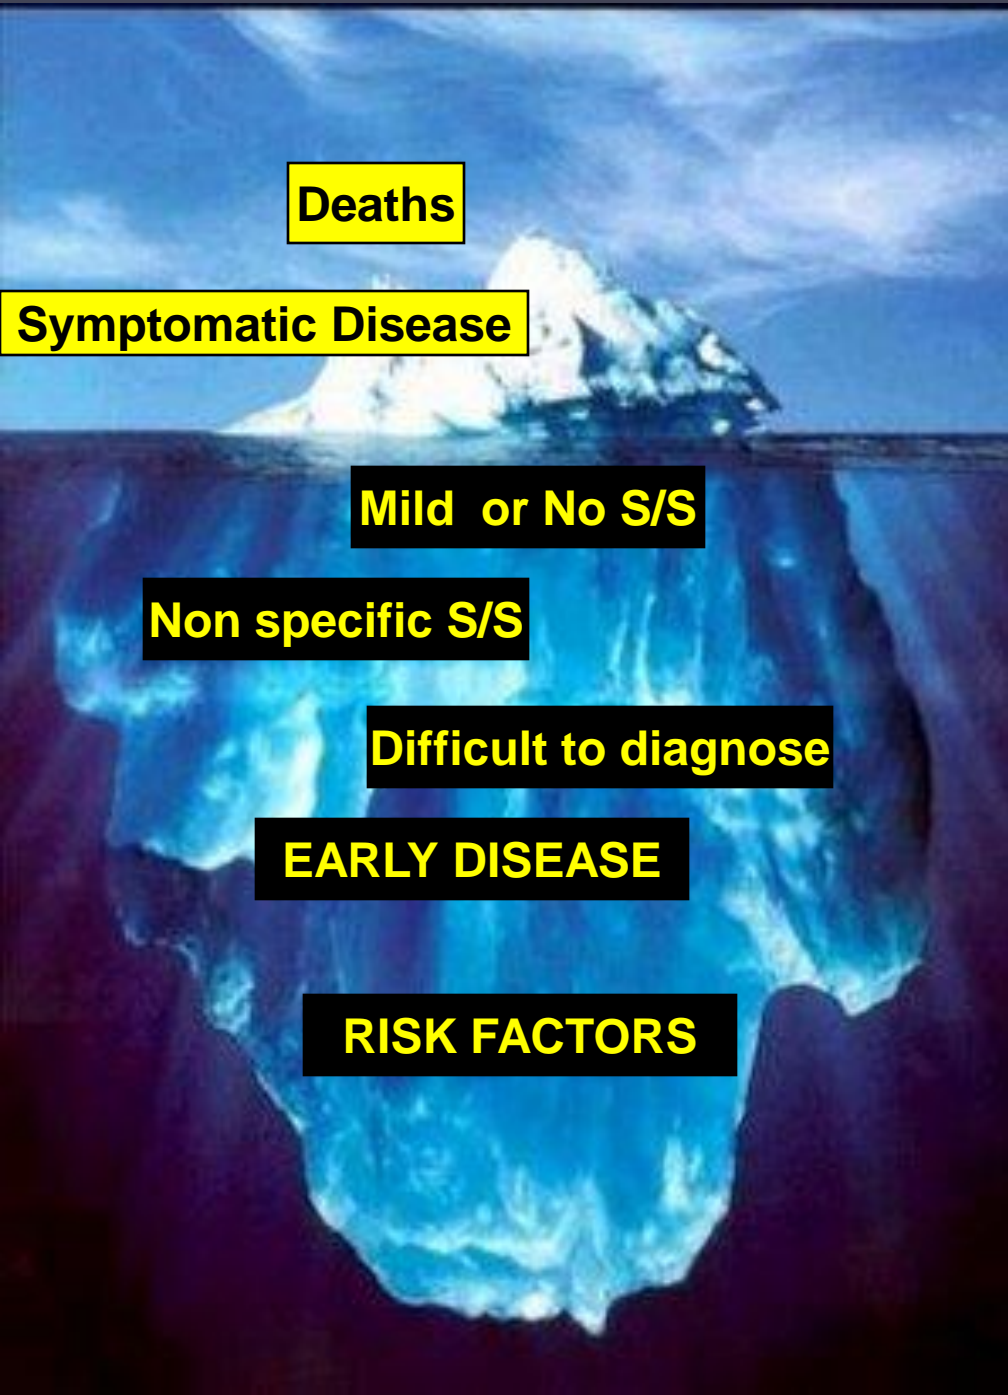 Deaths
Symptomatic Disease
Mild or No S/S
Non specific S/S
Difficult to diagnose
EARLY DISEASE
RISK FACTORS